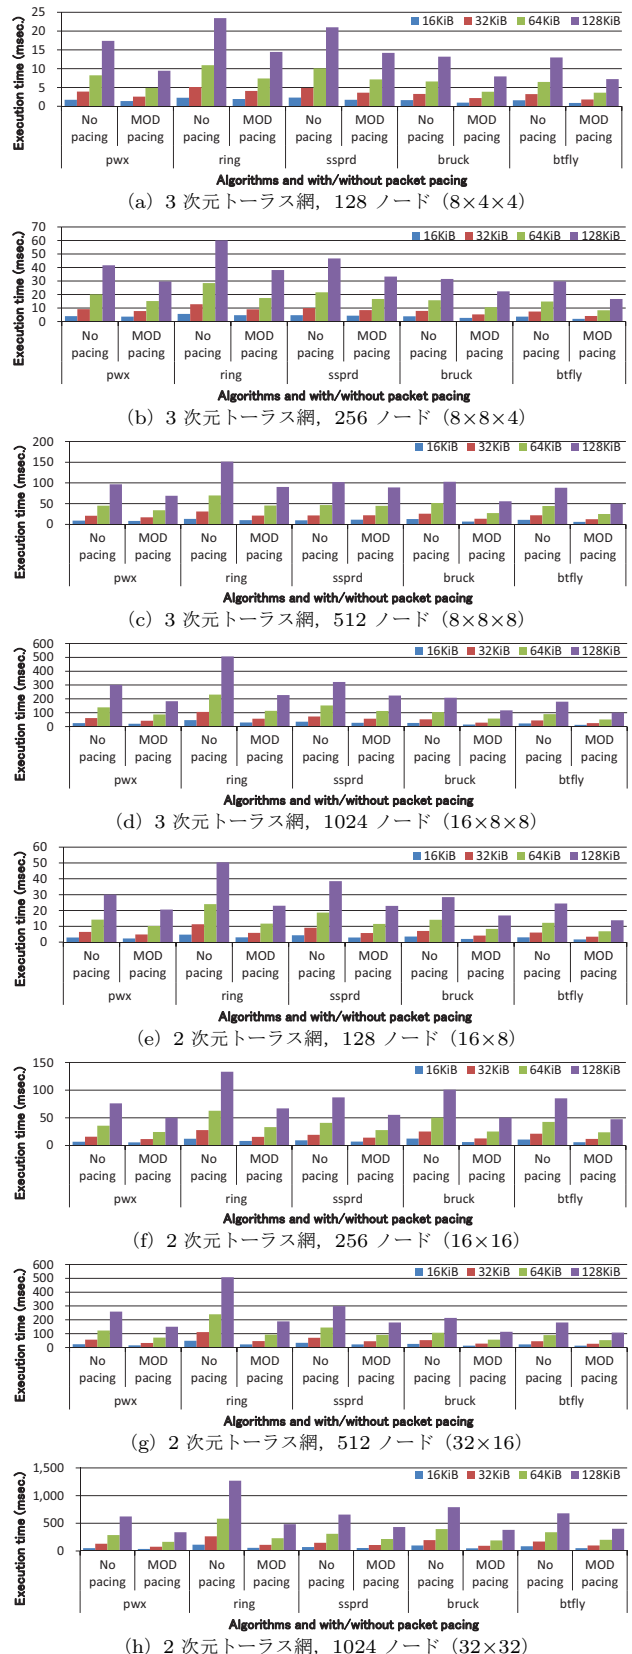 Execution time (msec.)
25
20
15
10
5
0
16KiB 32KiB 64KiB 128KiB
No pacing MOD pacing No pacing MOD pacing No pacing MOD pacing No pacing MOD pacing No pacing MOD pacing
pwx ring ssprd bruck btfly
Algorithms and with/without packet pacing
(a) 3 次元トーラス網, 128 ノード (8×4×4)
Execution time (msec.)
70
60
50
40
30
20
10
0
16KiB 32KiB 64KiB 128KiB
No pacing MOD pacing No pacing MOD pacing No pacing MOD pacing No pacing MOD pacing No pacing MOD pacing
pwx ring ssprd bruck btfly
Algorithms and with/without packet pacing
(b) 3 次元トーラス網, 256 ノード (8×8×4)
Execution time (msec.)
200
150
100
50
0
16KiB 32KiB 64KiB 128KiB
No pacing MOD pacing No pacing MOD pacing No pacing MOD pacing No pacing MOD pacing No pacing MOD pacing
pwx ring ssprd bruck btfly
Algorithms and with/without packet pacing
(c) 3 次元トーラス網, 512 ノード (8×8×8)
Execution time (msec.)
600
500
400
300
200
100
0
16KiB 32KiB 64KiB 128KiB
No pacing MOD pacing No pacing MOD pacing No pacing MOD pacing No pacing MOD pacing No pacing MOD pacing
pwx ring ssprd bruck btfly
Algorithms and with/without packet pacing
(d) 3 次元トーラス網, 1024 ノード (16×8×8)
Execution time (msec.)
60
50
40
30
20
10
0
16KiB 32KiB 64KiB 128KiB
No pacing MOD pacing No pacing MOD pacing No pacing MOD pacing No pacing MOD pacing No pacing MOD pacing
pwx ring ssprd bruck btfly
Algorithms and with/without packet pacing
(e) 2 次元トーラス網, 128 ノード (16×8)
Execution time (msec.)
150
100
50
0
16KiB 32KiB 64KiB 128KiB
No pacing MOD pacing No pacing MOD pacing No pacing MOD pacing No pacing MOD pacing No pacing MOD pacing
pwx ring ssprd bruck btfly
Algorithms and with/without packet pacing
(f) 2 次元トーラス網, 256 ノード (16×16)
Execution time (msec.)
600
500
400
300
200
100
0
16KiB 32KiB 64KiB 128KiB
No pacing MOD pacing No pacing MOD pacing No pacing MOD pacing No pacing MOD pacing No pacing MOD pacing
pwx ring ssprd bruck btfly
Algorithms and with/without packet pacing
(g) 2 次元トーラス網, 512 ノード (32×16)
Execution time (msec.)
1,500
1,000
500
0
16KiB 32KiB 64KiB 128KiB
No pacing MOD pacing No pacing MOD pacing No pacing MOD pacing No pacing MOD pacing No pacing MOD pacing
pwx ring ssprd bruck btfly
Algorithms and with/without packet pacing
(h) 2 次元トーラス網, 1024 ノード (32×32)